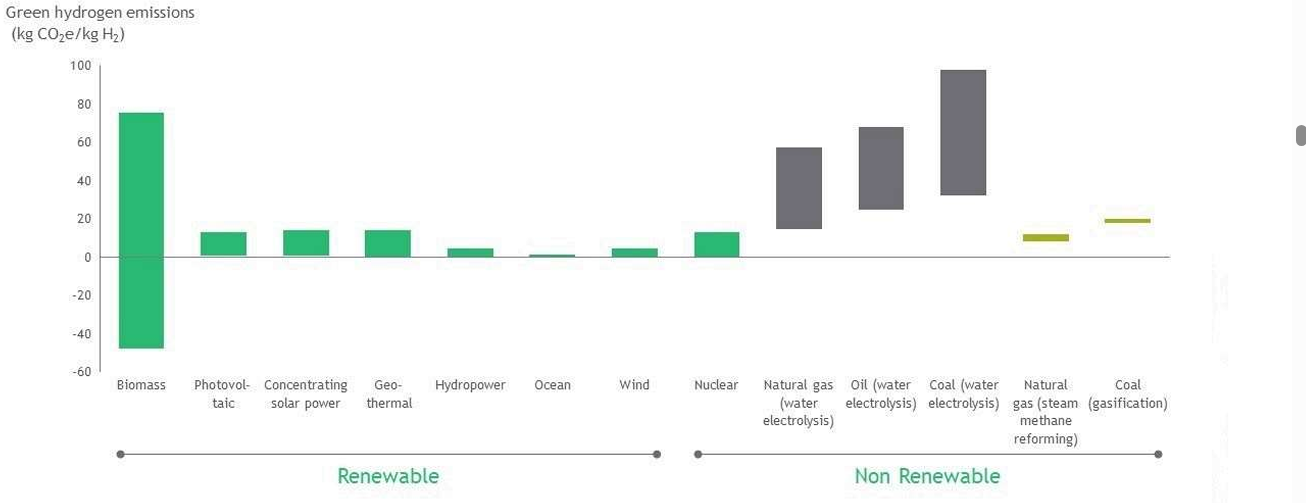 Green hydrogen emissions
(kg CO₂e/kg H₂)
100
80
60
40
20
0
-20
-40
-60
Biomass
Photovol-
taic
Concentrating
solar power
Geo-
thermal
Hydropower
Ocean
Wind
Nuclear
Natural gas
(water
electrolysis)
Oil (water
electrolysis)
Coal (water
electrolysis)
Natural
gas (steam
methane
reforming)
Coal
(gasification)
Renewable
Non Renewable